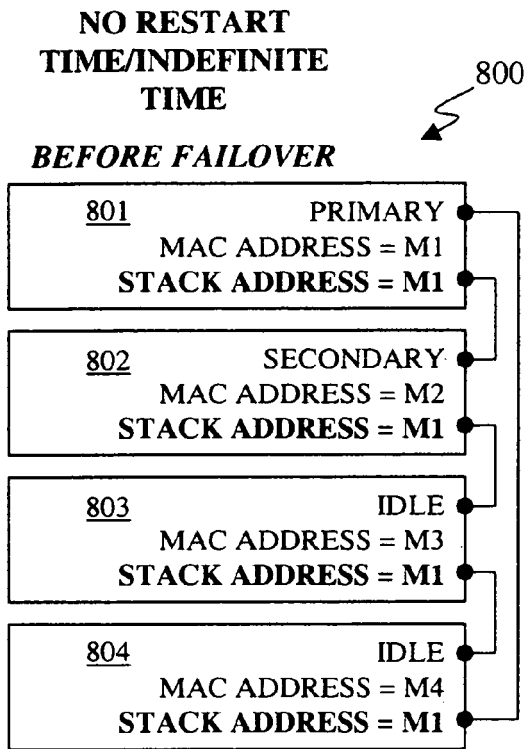 NO RESTART
TIME/INDEFINITE
TIME
800
BEFORE FAILOVER
801 PRIMARY
MAC ADDRESS = M1
STACK ADDRESS = M1
802 SECONDARY
MAC ADDRESS = M2
STACK ADDRESS = M1
803 IDLE
MAC ADDRESS = M3
STACK ADDRESS = M1
804 IDLE
MAC ADDRESS = M4
STACK ADDRESS = M1